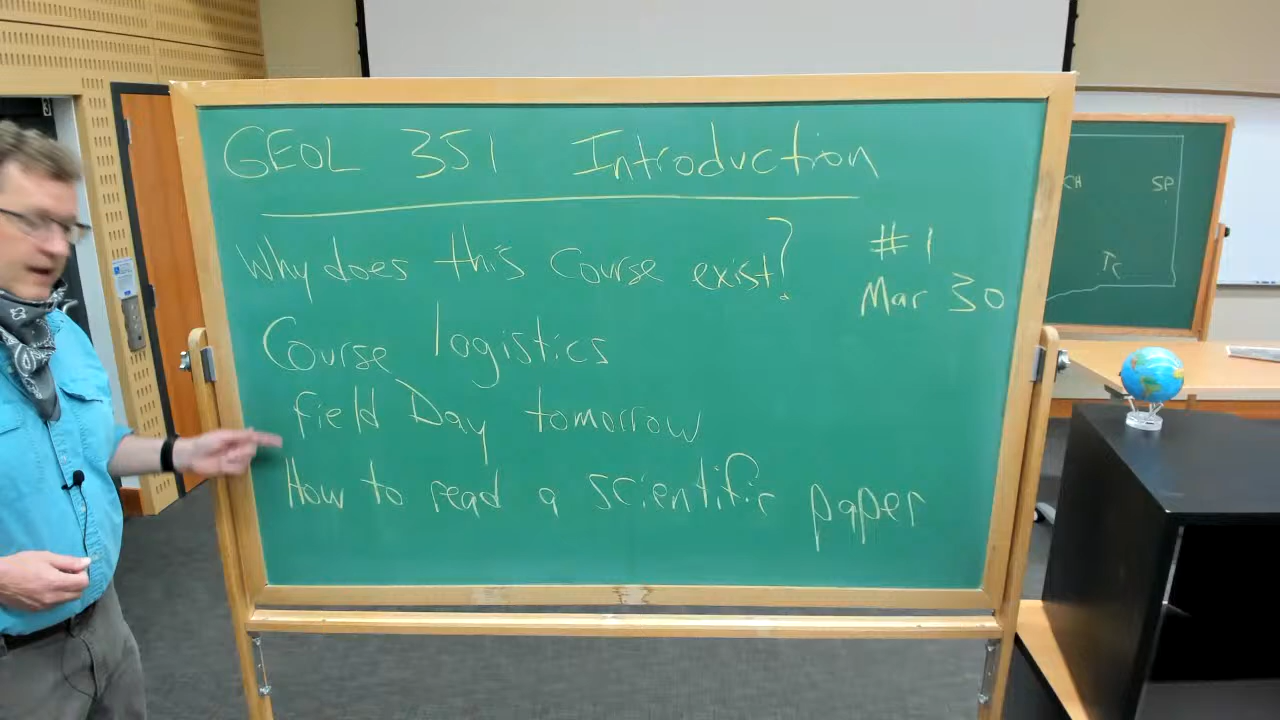 GEOL 351 Introduction
Why does this course exist?
#1
Mar 30
Course logistics
Field Day tomorrow
How to read a scientific paper
CH
SP